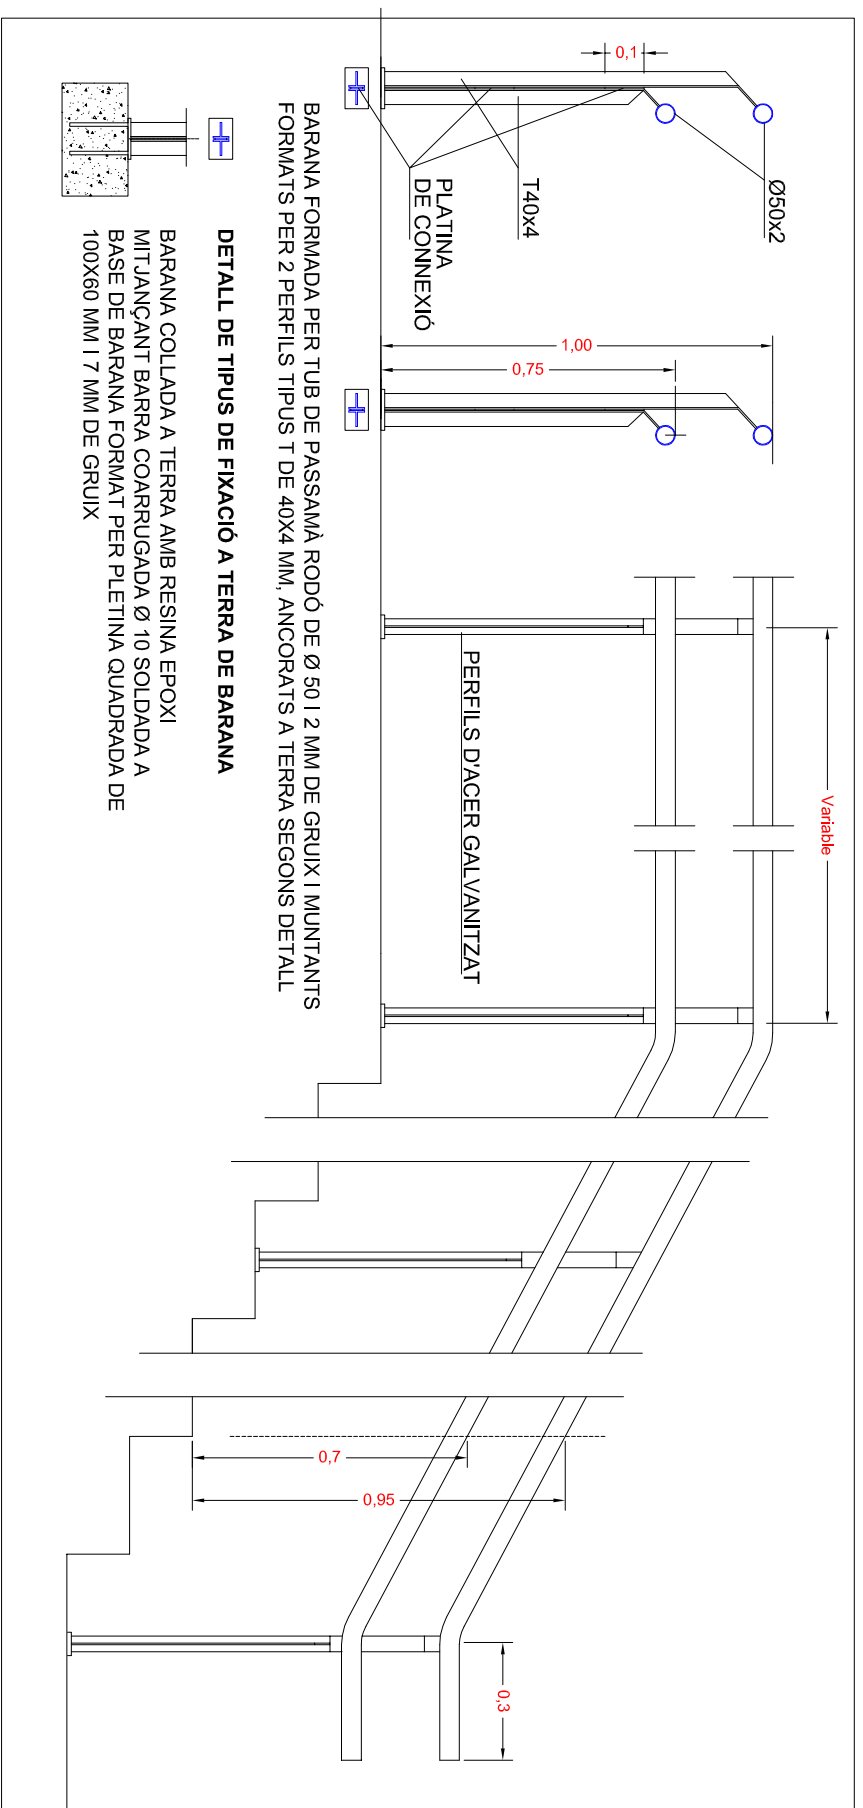 Variable
0,1
Ø50x2
1,00
0,75
T40x4
PLATINA
DE CONNEXIÓ
PERFILS D'ACER GALVANITZAT
0,3
0,95
0,7
BARANA FORMADA PER TUB DE PASSAMÀ RODÓ DE Ø 50 I 2 MM DE GRUIX I MUNTANTS
FORMATS PER 2 PERFILS TIPUS T DE 40X4 MM, ANCORATS A TERRA SEGONS DETALL
DETALL DE TIPUS DE FIXACIÓ A TERRA DE BARANA
BARANA COLLADA A TERRA AMB RESINA EPOXI
MITJANÇANT BARRA COARRUGADA Ø 10 SOLDADA A
BASE DE BARANA FORMAT PER PLETINA QUADRADA DE
100X60 MM I 7 MM DE GRUIX